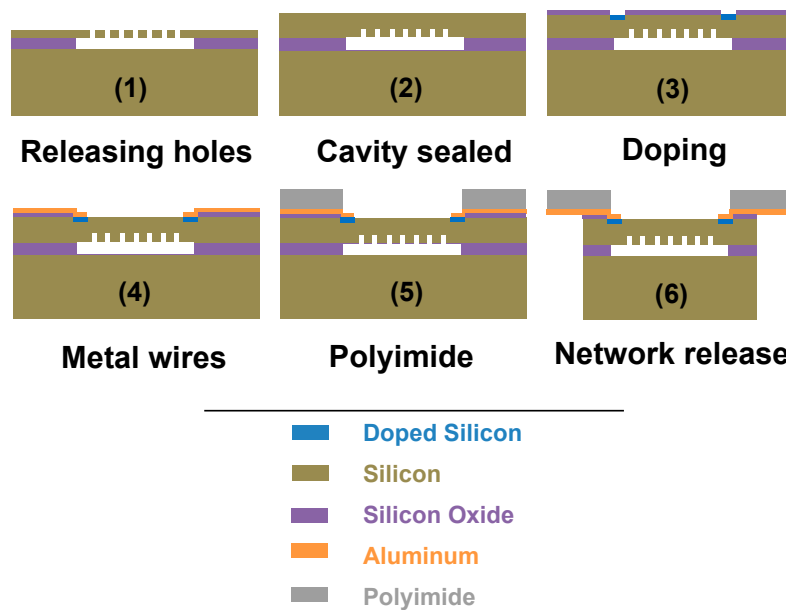 (1)
(2)
(3)
Releasing holes
Cavity sealed
Doping
(4)
(5)
(6)
Metal wires
Polyimide
Network release
Doped Silicon
Silicon
Silicon Oxide
Aluminum
Polyimide